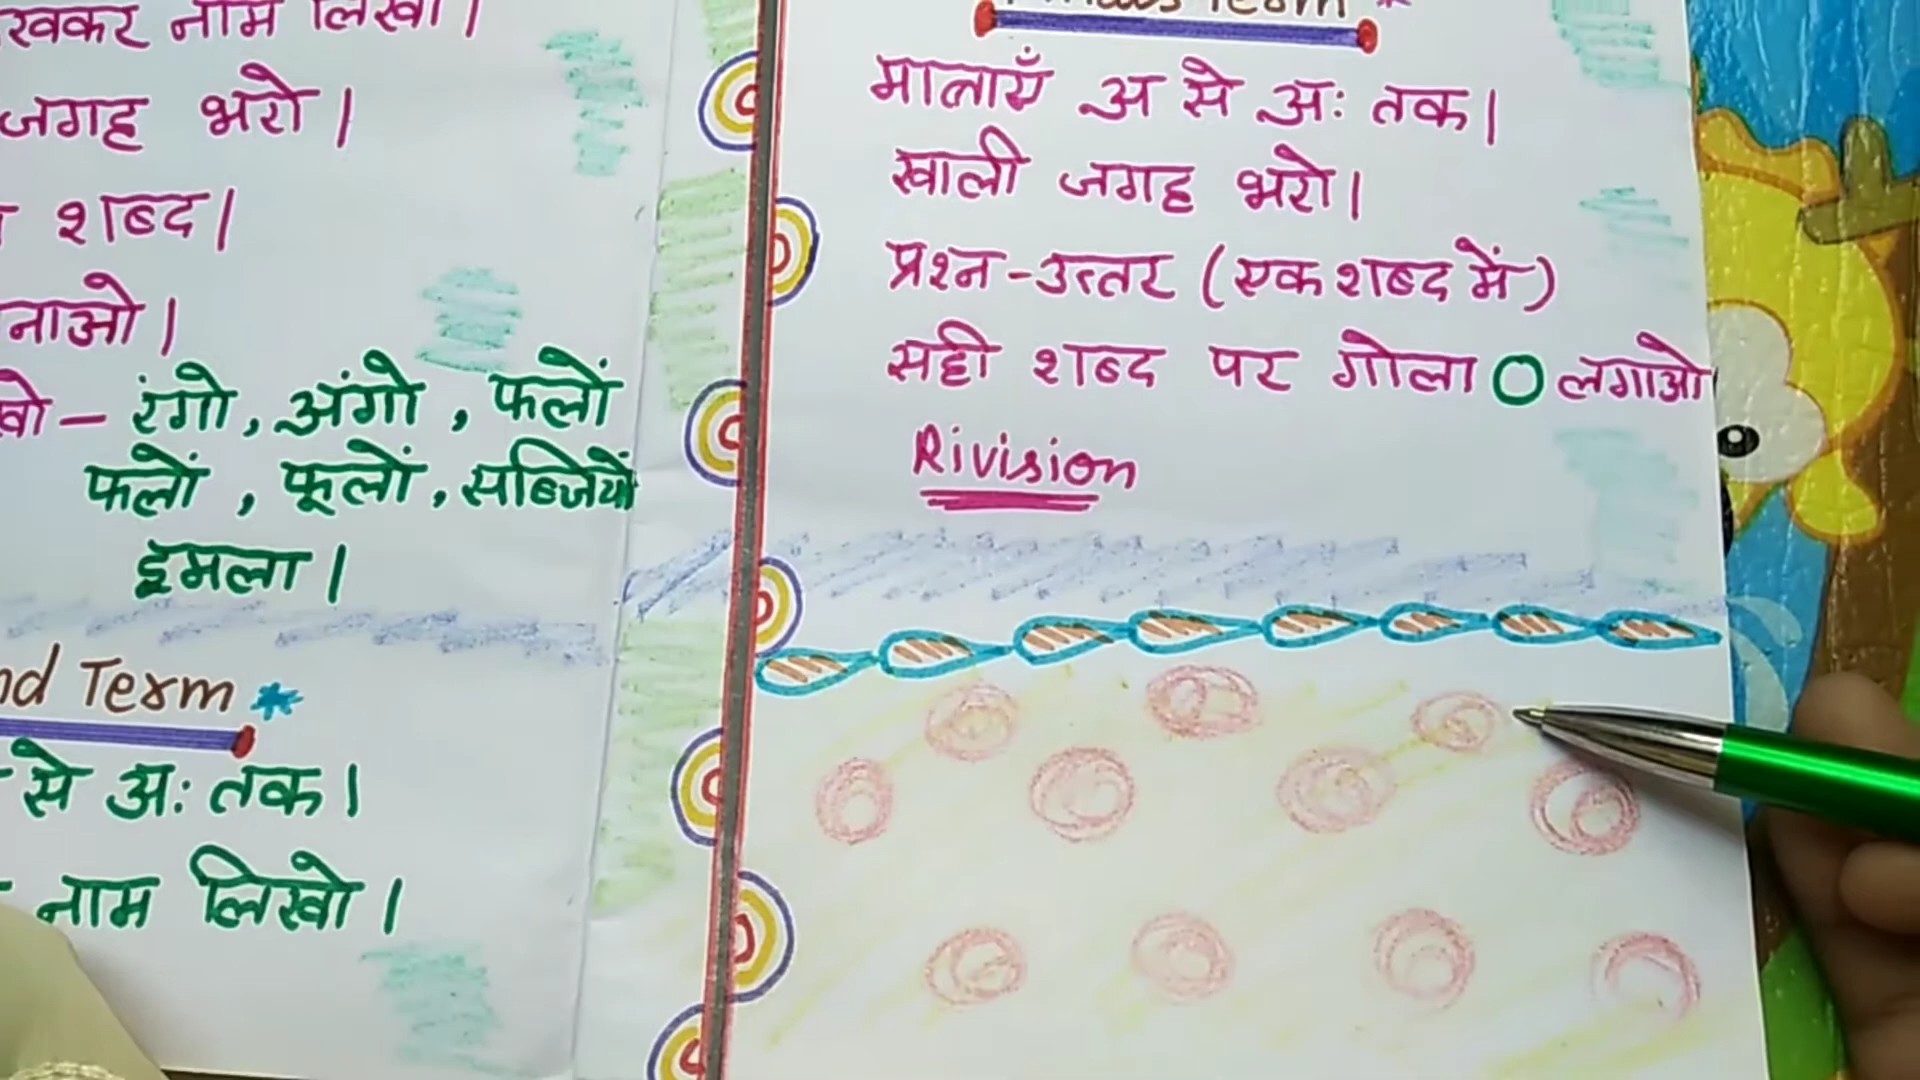 नाम लिखो।
जगह भरो।
शब्द।
नाओ।
खो – रंगो, अंगो, फलों
फलों, फूलों, सब्जियों
इमला।
nd Term *
से अः तक।
नाम लिखो।
Term *
मात्राएँ अ से अः तक।
खाली जगह भरो।
प्रश्न-उत्तर (एक शब्द में)
सही शब्द पर गोला O लगाओ
Rivision